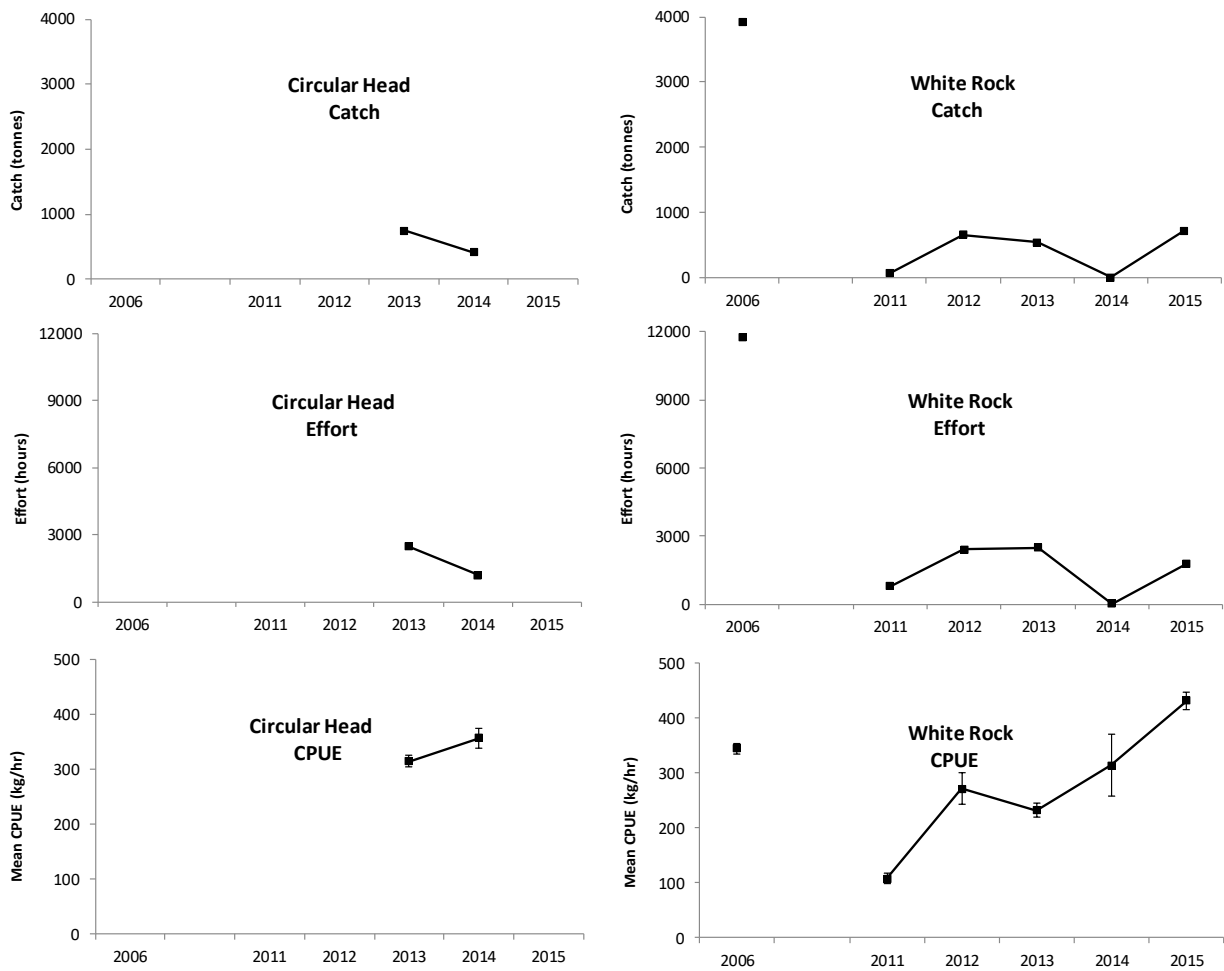 Circular Head
Catch
Catch (tonnes)
4000
3000
2000
1000
0
2006 2011 2012 2013 2014 2015
White Rock
Catch
Catch (tonnes)
4000
3000
2000
1000
0
2006 2011 2012 2013 2014 2015
Circular Head
Effort
Effort (hours)
12000
9000
6000
3000
0
2006 2011 2012 2013 2014 2015
White Rock
Effort
Effort (hours)
12000
9000
6000
3000
0
2006 2011 2012 2013 2014 2015
Circular Head
CPUE
Mean CPUE (kg/hr)
500
400
300
200
100
0
2006 2011 2012 2013 2014 2015
White Rock
CPUE
Mean CPUE (kg/hr)
500
400
300
200
100
0
2006 2011 2012 2013 2014 2015